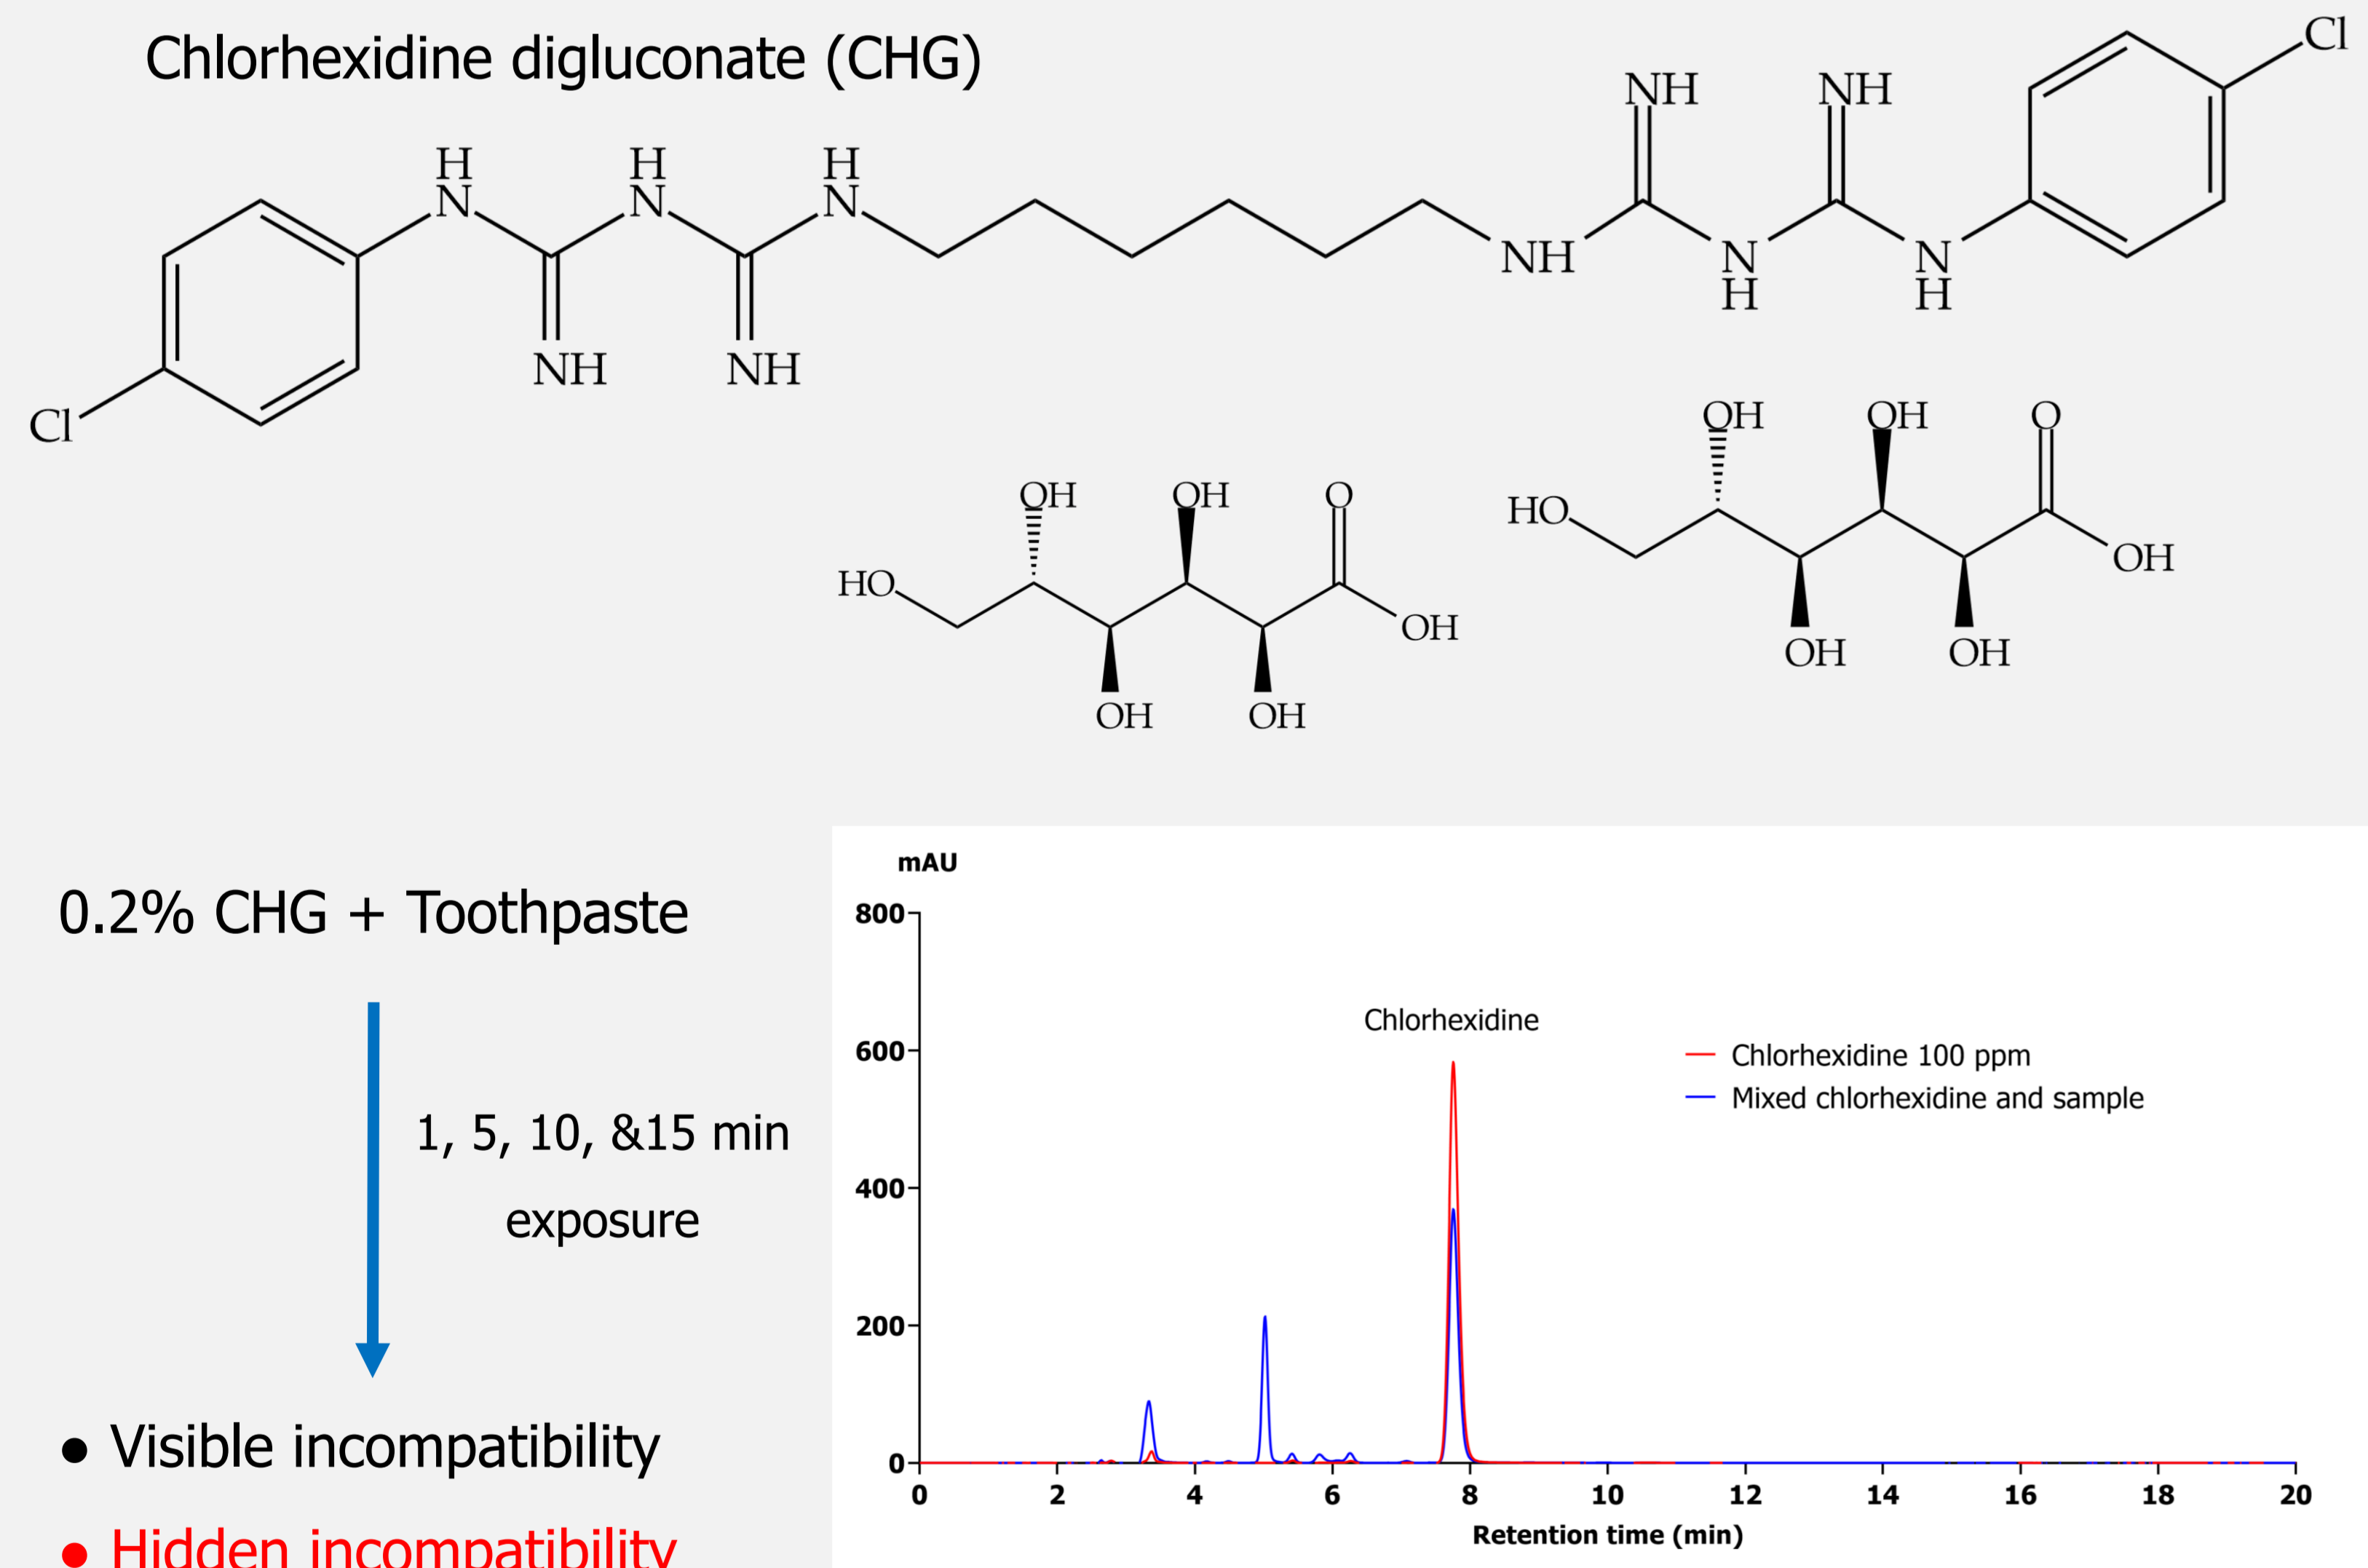 Chlorhexidine digluconate (CHG)
Cl
NH NH
H H H
N N N
NH N N
H H
NH NH
Cl
OH OH O
HO
OH
OH OH
OH OH O
HO
OH
OH OH
0.2% CHG + Toothpaste
1, 5, 10, &15 min
exposure
• Visible incompatibility
• Hidden incompatibility
mAU
800
600
400
200
0
Chlorhexidine
Chlorhexidine 100 ppm
Mixed chlorhexidine and sample
0 2 4 6 8 10 12 14 16 18 20
Retention time (min)